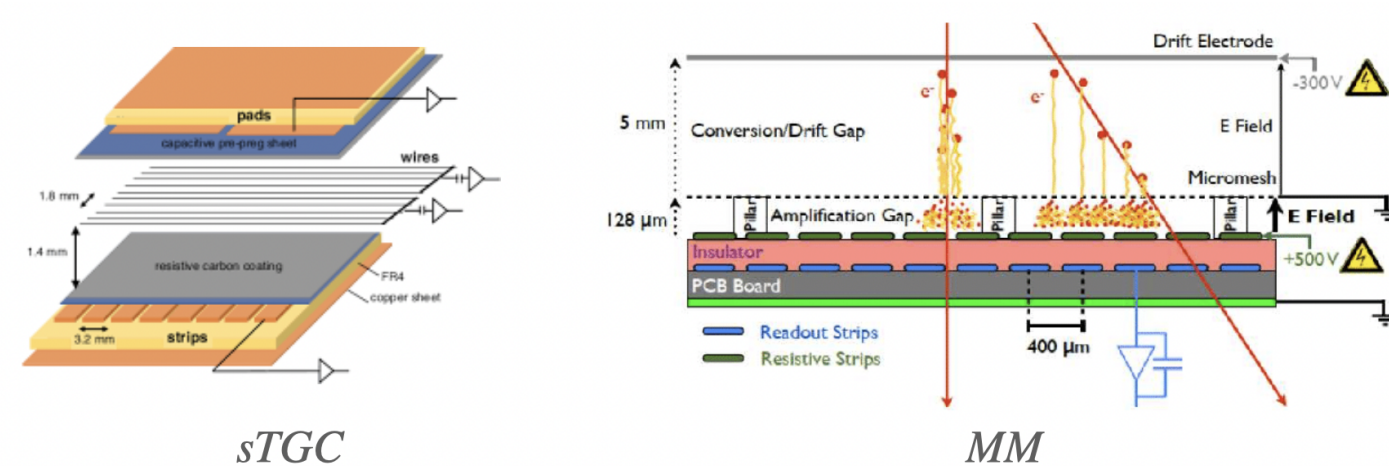 pads
capacitive pre-preg sheet
wires
1.8 mm
1.4 mm
resistive carbon coating
FR4
copper sheet
3.2 mm
strips
sTGC
Drift Electrode
-300V
e-
e-
5 mm
Conversion/Drift Gap
E Field
Micromesh
128 μm
Pillar
Amplification Gap
Pillar
Pillar
E Field
Insulator
+500V
PCB Board
Readout Strips
400 μm
Resistive Strips
MM